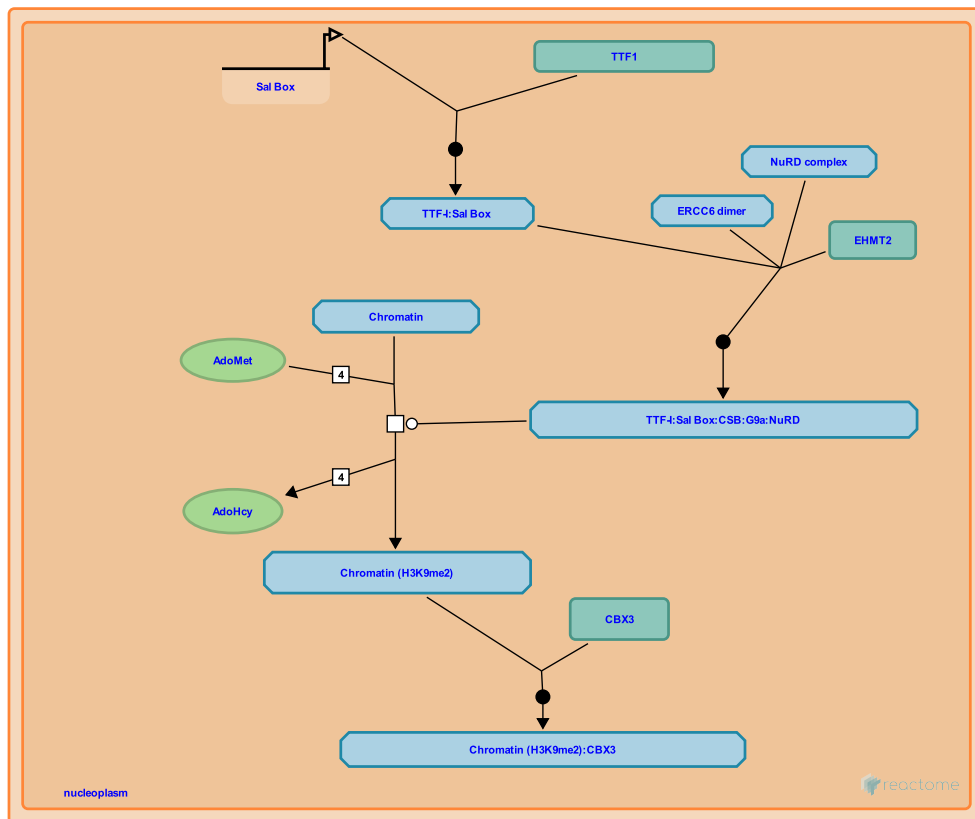 TTF1
Sal Box
NuRD complex
TTF-I:Sal Box
ERCC6 dimer
EHMT2
Chromatin
AdoMet
4
TTF-I:Sal Box:CSB:G9a:NuRD
4
AdoHcy
Chromatin (H3K9me2)
CBX3
Chromatin (H3K9me2):CBX3
nucleoplasm
reactome